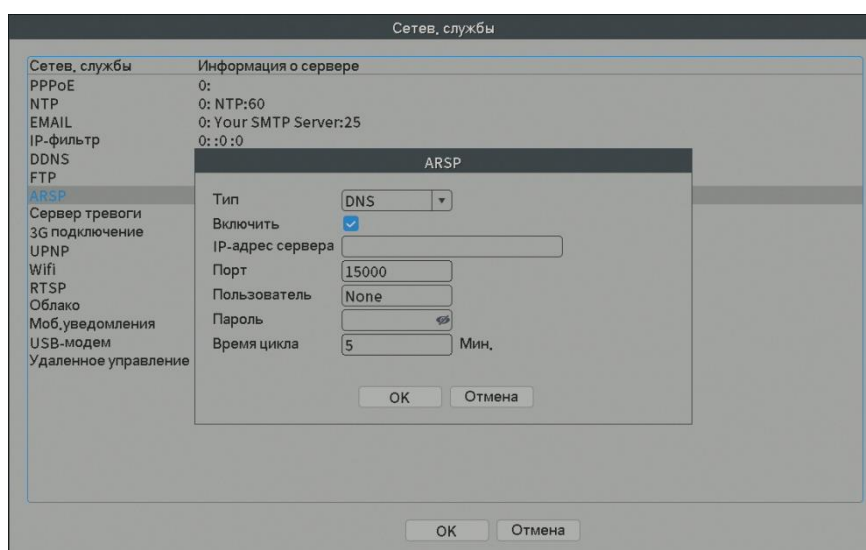 Сетев. службы
Сетев. службы Информация о сервере
PPPoE 0:
NTP 0: NTP:60
EMAIL 0: Your SMTP Server:25
IP-фильтр 0: :0 :0
DDNS
FTP
ARSP
Сервер тревоги
3G подключение
UPNP
Wifi
RTSP
Облако
Моб.уведомления
USB-модем
Удаленное управление
ARSP
Тип DNS
Включить
IP-адрес сервера
Порт 15000
Пользователь None
Пароль
Время цикла 5 Мин.
OK Отмена
OK Отмена